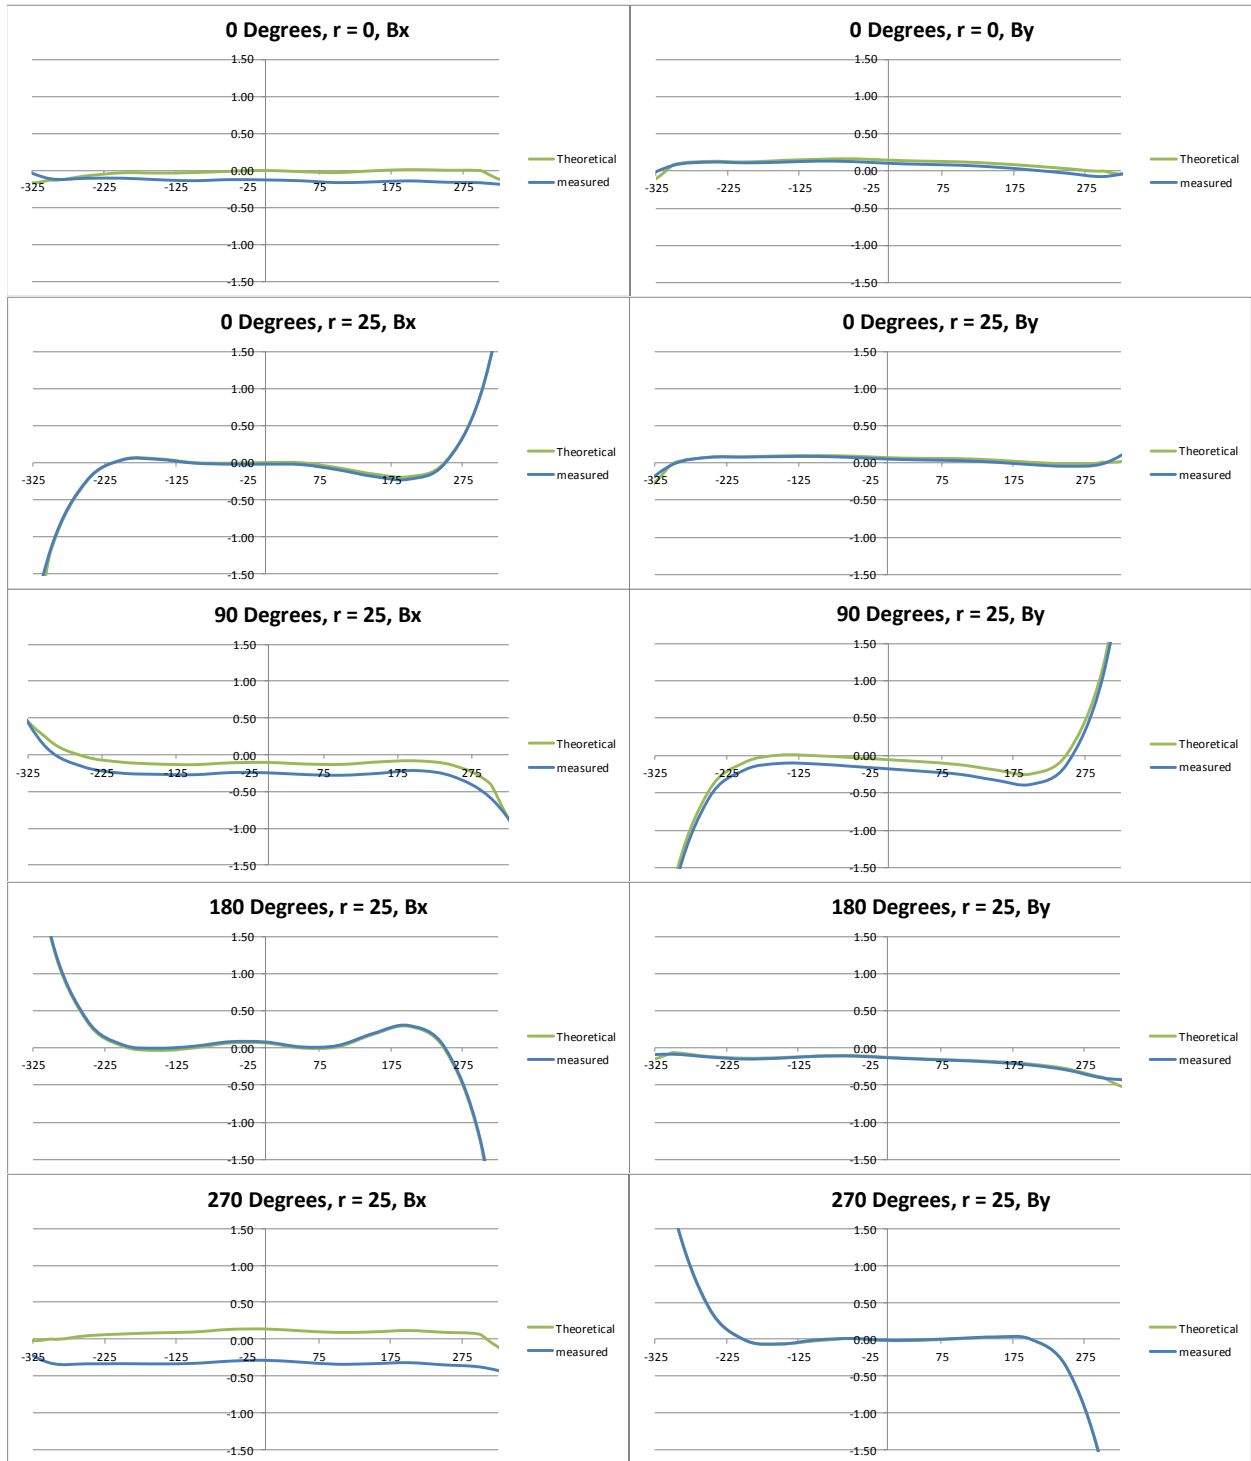 0 Degrees, r = 0, Bx
1.50
1.00
0.50
0.00
-325 -225 -125 -25 75 175 275
-0.50
-1.00
-1.50
Theoretical
measured
0 Degrees, r = 0, By
1.50
1.00
0.50
0.00
-325 -225 -125 -25 75 175 275
-0.50
-1.00
-1.50
Theoretical
measured
0 Degrees, r = 25, Bx
1.50
1.00
0.50
0.00
-325 -225 -125 -25 75 175 275
-0.50
-1.00
-1.50
Theoretical
measured
0 Degrees, r = 25, By
1.50
1.00
0.50
0.00
-325 -225 -125 -25 75 175 275
-0.50
-1.00
-1.50
Theoretical
measured
90 Degrees, r = 25, Bx
1.50
1.00
0.50
0.00
-325 -225 -125 -25 75 175 275
-0.50
-1.00
-1.50
Theoretical
measured
90 Degrees, r = 25, By
1.50
1.00
0.50
0.00
-325 -225 -125 -25 75 175 275
-0.50
-1.00
-1.50
Theoretical
measured
180 Degrees, r = 25, Bx
1.50
1.00
0.50
0.00
-325 -225 -125 -25 75 175 275
-0.50
-1.00
-1.50
Theoretical
measured
180 Degrees, r = 25, By
1.50
1.00
0.50
0.00
-325 -225 -125 -25 75 175 275
-0.50
-1.00
-1.50
Theoretical
measured
270 Degrees, r = 25, Bx
1.50
1.00
0.50
0.00
-325 -225 -125 -25 75 175 275
-0.50
-1.00
-1.50
Theoretical
measured
270 Degrees, r = 25, By
1.50
1.00
0.50
0.00
-325 -225 -125 -25 75 175 275
-0.50
-1.00
-1.50
Theoretical
measured